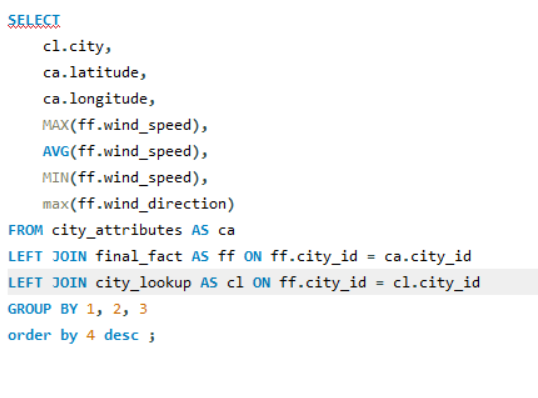 SELECT
    cl.city,
    ca.latitude,
    ca.longitude,
    MAX(ff.wind_speed),
    AVG(ff.wind_speed),
    MIN(ff.wind_speed),
    max(ff.wind_direction)
FROM city_attributes AS ca
LEFT JOIN final_fact AS ff ON ff.city_id = ca.city_id
LEFT JOIN city_lookup AS cl ON ff.city_id = cl.city_id
GROUP BY 1, 2, 3
order by 4 desc ;